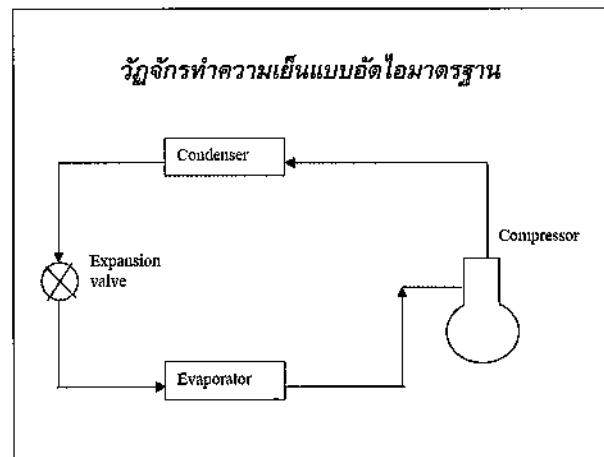 วัฏจักรทำความเย็นแบบอัดไอมาตรฐาน
Condenser
Compressor
Expansion
valve
Evaporator